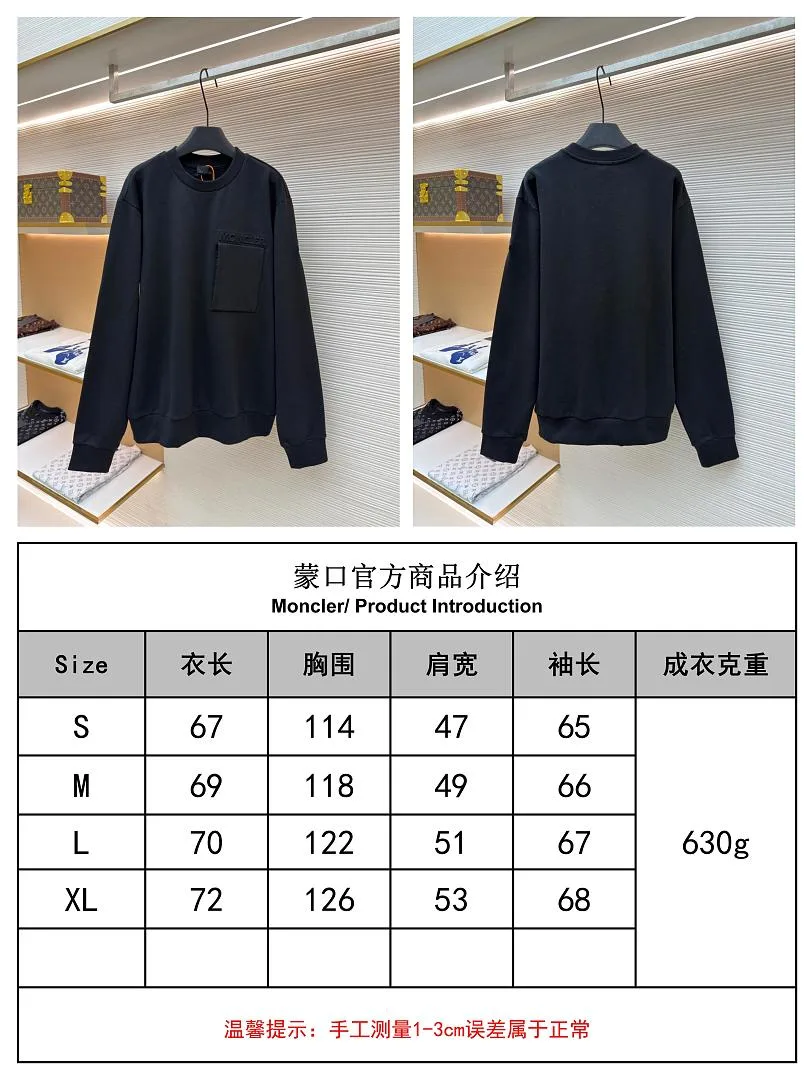 MONCLER
蒙口官方商品介绍
Moncler/ Product Introduction
Size 衣长 胸围 肩宽 袖长 成衣克重
S 67 114 47 65
M 69 118 49 66
L 70 122 51 67 630g
XL 72 126 53 68
温馨提示: 手工测量1-3cm误差属于正常